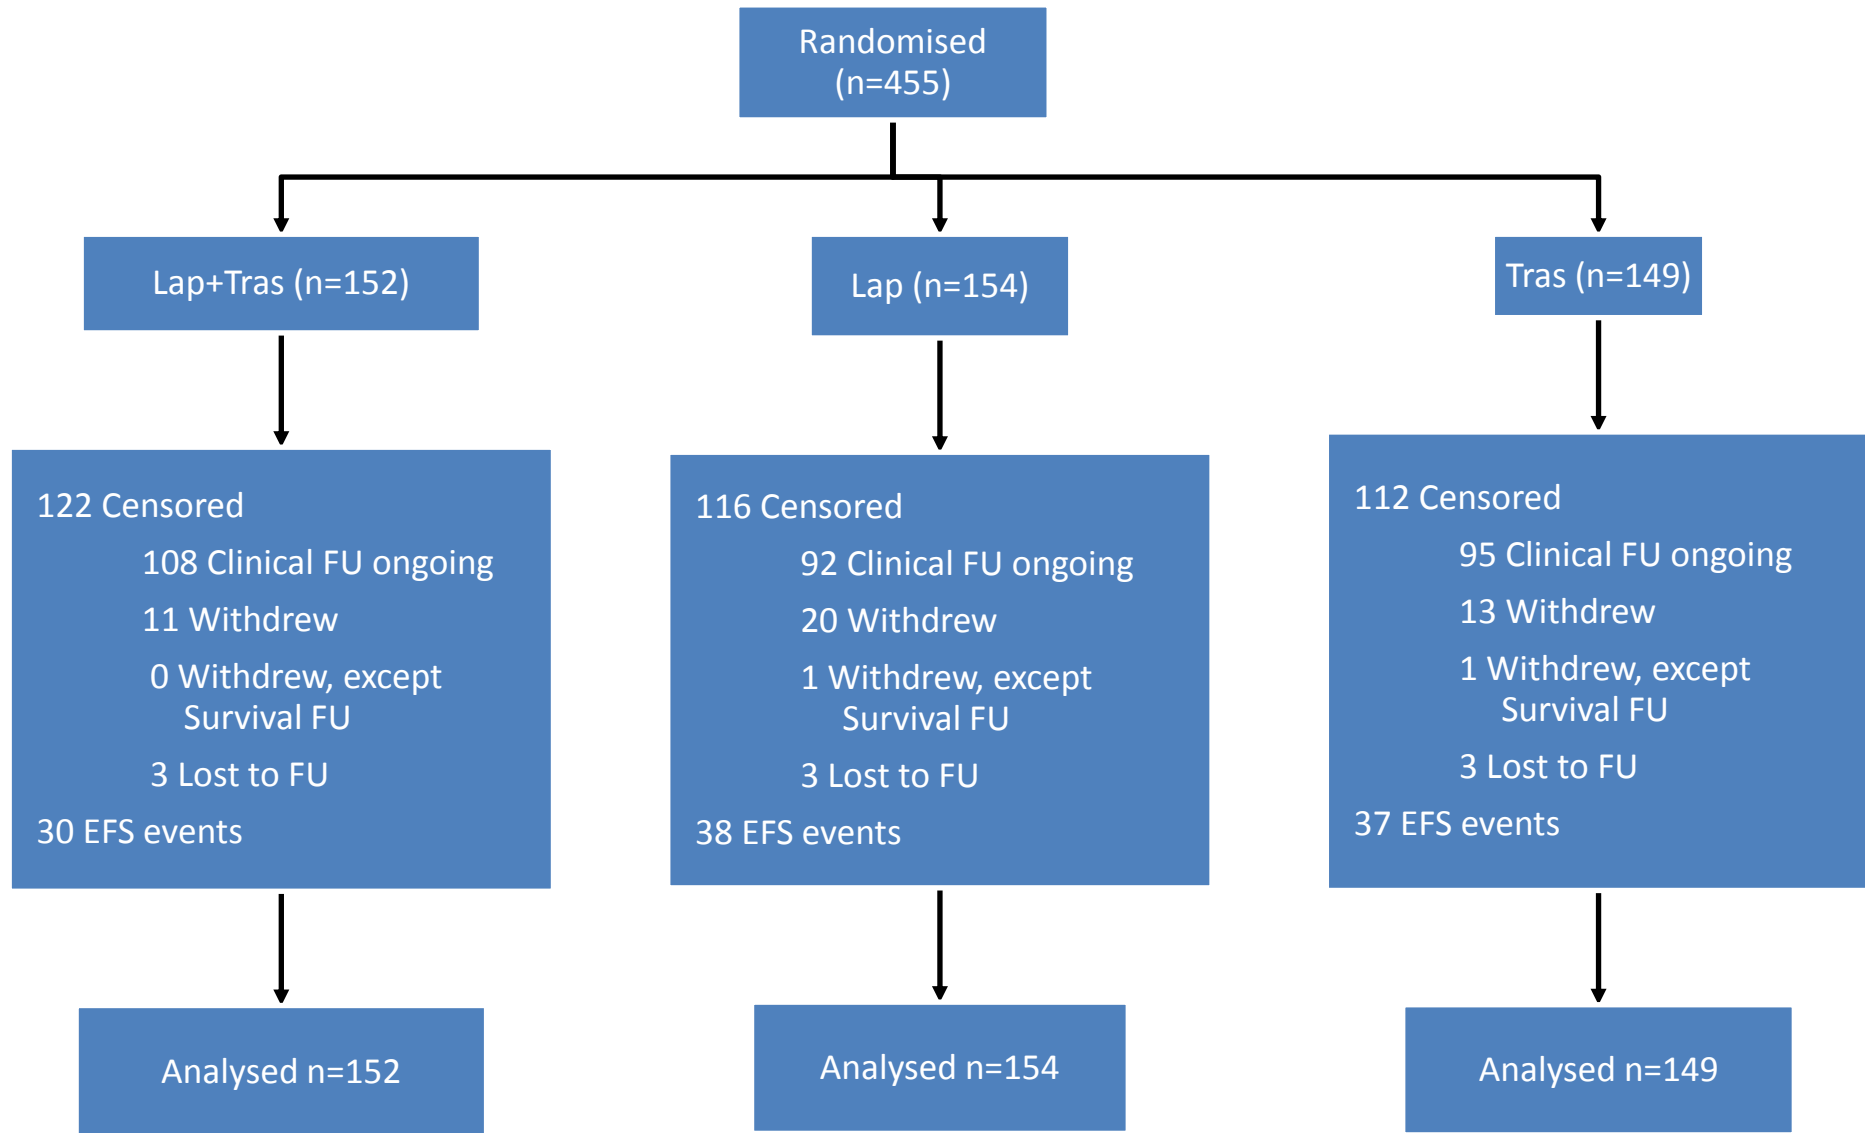 Randomised
(n=455)
Lap+Tras (n=152)
Lap (n=154)
Tras (n=149)
122 Censored
108 Clinical FU ongoing
11 Withdrew
0 Withdrew, except
Survival FU
3 Lost to FU
30 EFS events
116 Censored
92 Clinical FU ongoing
20 Withdrew
1 Withdrew, except
Survival FU
3 Lost to FU
38 EFS events
112 Censored
95 Clinical FU ongoing
13 Withdrew
1 Withdrew, except
Survival FU
3 Lost to FU
37 EFS events
Analysed n=152
Analysed n=154
Analysed n=149